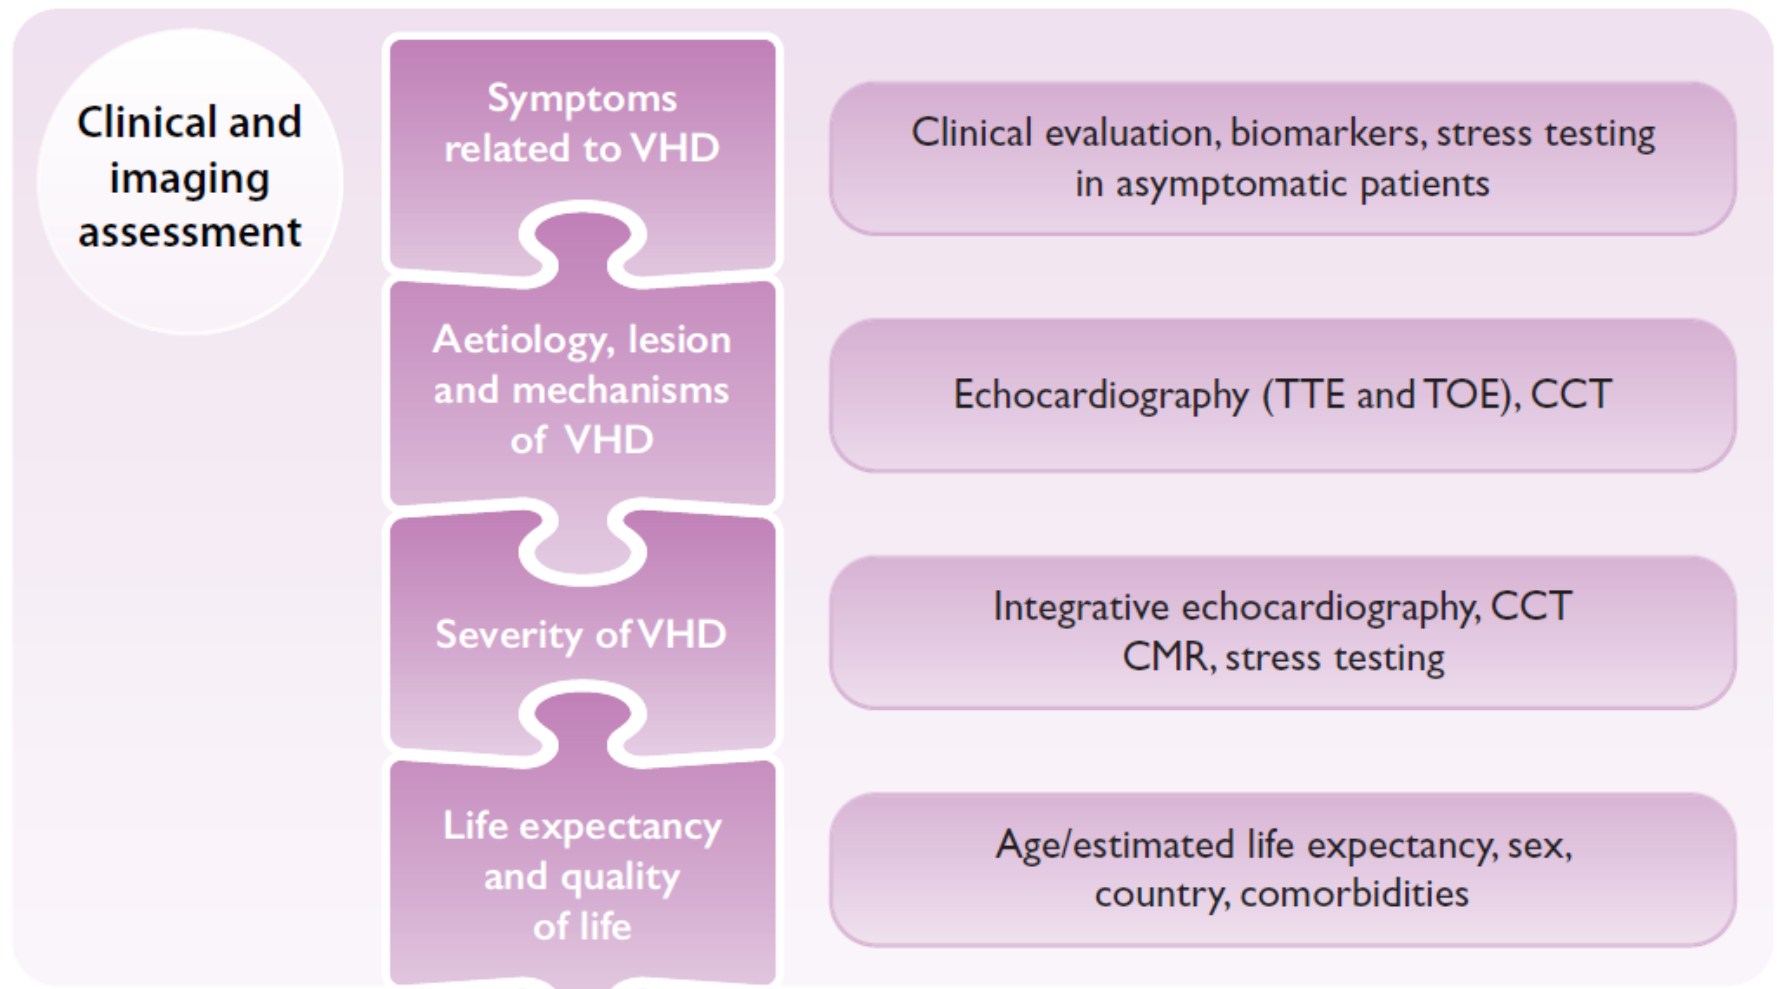 Clinical and
imaging
assessment
Symptoms
related to VHD
Clinical evaluation, biomarkers, stress testing
in asymptomatic patients
Aetiology, lesion
and mechanisms
of VHD
Echocardiography (TTE and TOE), CCT
Severity of VHD
Integrative echocardiography, CCT
CMR, stress testing
Life expectancy
and quality
of life
Age/estimated life expectancy, sex,
country, comorbidities